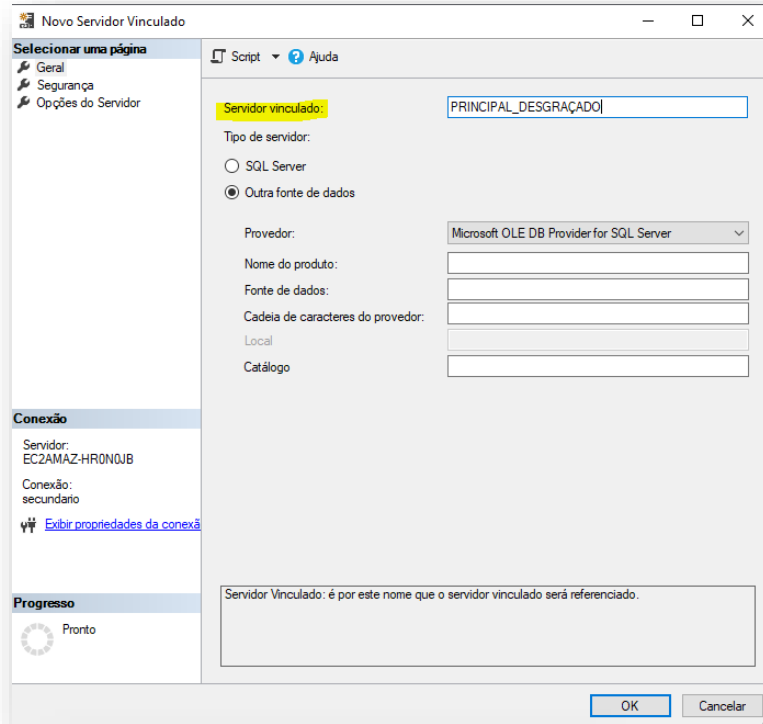 Novo Servidor Vinculado
Selecionar uma página
Geral
Segurança
Opções do Servidor
Script
Ajuda
Servidor vinculado:
PRINCIPAL_DESGRAÇADO
Tipo de servidor:
SQL Server
Outra fonte de dados
Provedor:
Microsoft OLE DB Provider for SQL Server
Nome do produto:
Fonte de dados:
Cadeia de caracteres do provedor:
Local
Catálogo
Conexão
Servidor:
EC2AMAZ-HR0N0JB
Conexão:
secundario
Exibir propriedades da conexã
Progresso
Pronto
Servidor Vinculado: é por este nome que o servidor vinculado será referenciado.
OK
Cancelar